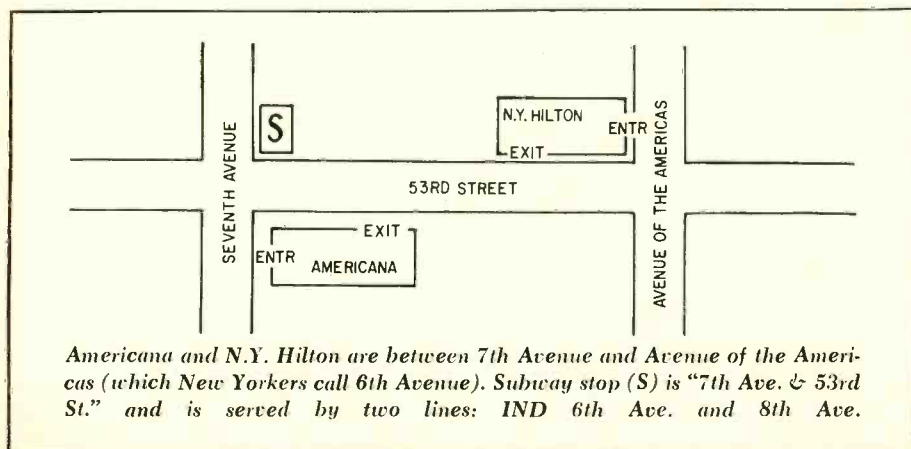 SEVENTH AVENUE
S
N.Y. HILTON
ENTR
EXIT
AVENUE OF THE AMERICAS
53RD STREET
EXIT
ENTR
AMERICANA
Americana and N.Y. Hilton are between 7th Avenue and Avenue of the Ameri-
cas (which New Yorkers call 6th Avenue). Subway stop (S) is "7th Ave. & 53rd
St." and is served by two lines: IND 6th Ave. and 8th Ave.